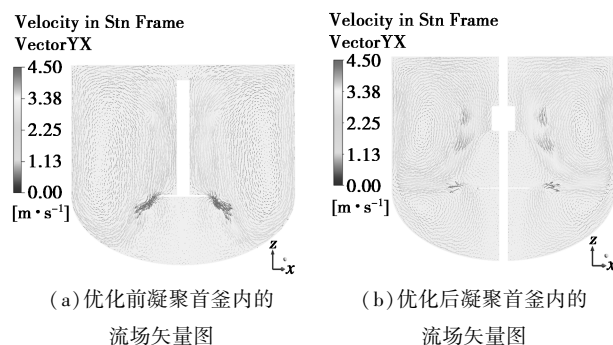 Velocity in Stn Frame
VectorYX
4.50
3.38
2.25
1.13
0.00
[m·s⁻¹]
z
x
(a)优化前凝聚首釜内的
流场矢量图
Velocity in Stn Frame
VectorYX
4.50
3.38
2.25
2.13
0.00
[m·s⁻¹]
z
x
(b)优化后凝聚首釜内的
流场矢量图